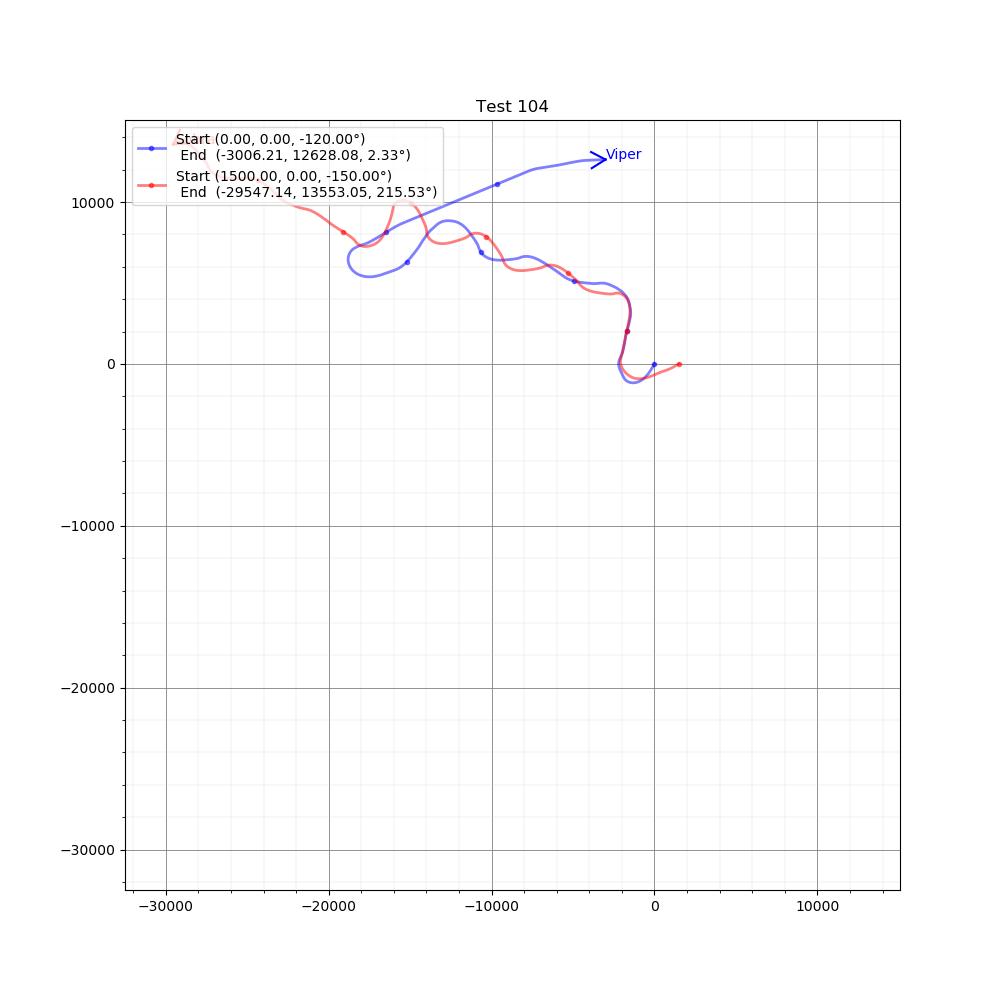 Test 104
Start (0.00, 0.00, -120.00°)
End (-3006.21, 12628.08, 2.33°)
Start (1500.00, 0.00, -150.00°)
End (-29547.14, 13553.05, 215.53°)
Viper
10000
0
−10000
−20000
−30000
−30000
−20000
−10000
0
10000